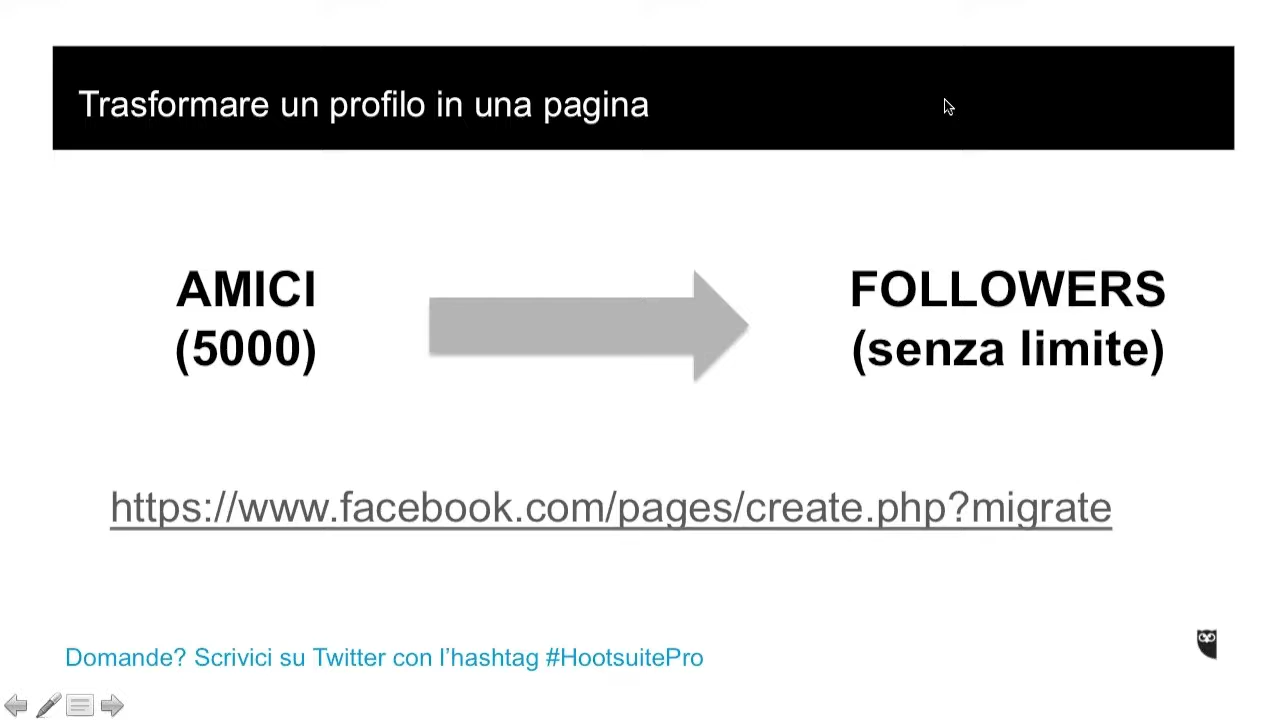 Trasformare un profilo in una pagina
AMICI
(5000)
FOLLOWERS
(senza limite)
https://www.facebook.com/pages/create.php?migrate
Domande? Scrivici su Twitter con l’hashtag #HootsuitePro